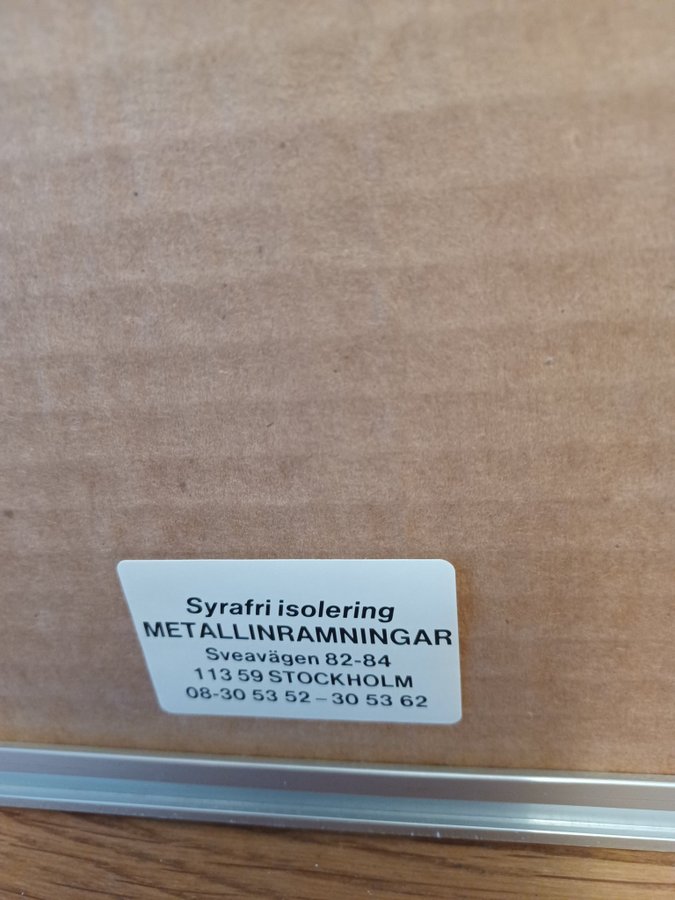 Syrafri isolering
METALLINRAMNINGAR
Sveavägen 82-84
113 59 STOCKHOLM
08-30 53 52 – 30 53 62